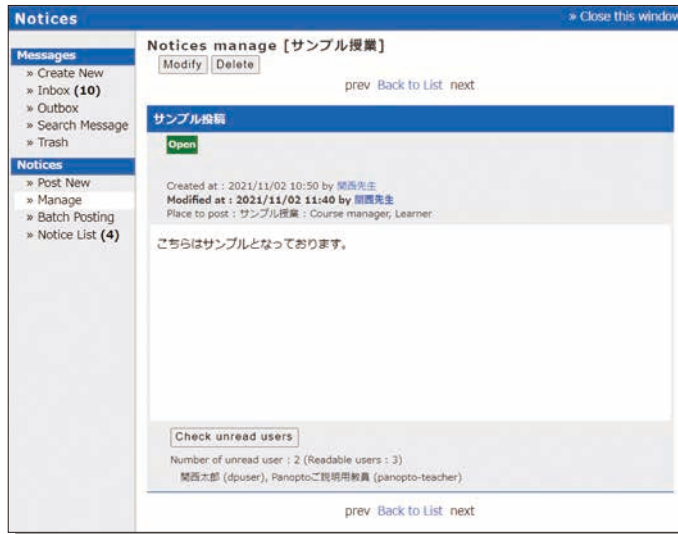 Notices
» Close this window
Messages
» Create New
» Inbox (10)
» Outbox
» Search Message
» Trash
Notices
» Post New
» Manage
» Batch Posting
» Notice List (4)
Notices manage [サンプル授業]
Modify Delete
prev Back to List next
サンプル投稿
Open
Created at : 2021/11/02 10:50 by 関西先生
Modified at : 2021/11/02 11:40 by 関西先生
Place to post : サンプル授業 : Course manager, Learner
こちらはサンプルとなっております。
Check unread users
Number of unread user : 2 (Readable users : 3)
関西太郎 (dpuser), Panoptoご説明用教員 (panopto-teacher)
prev Back to List next